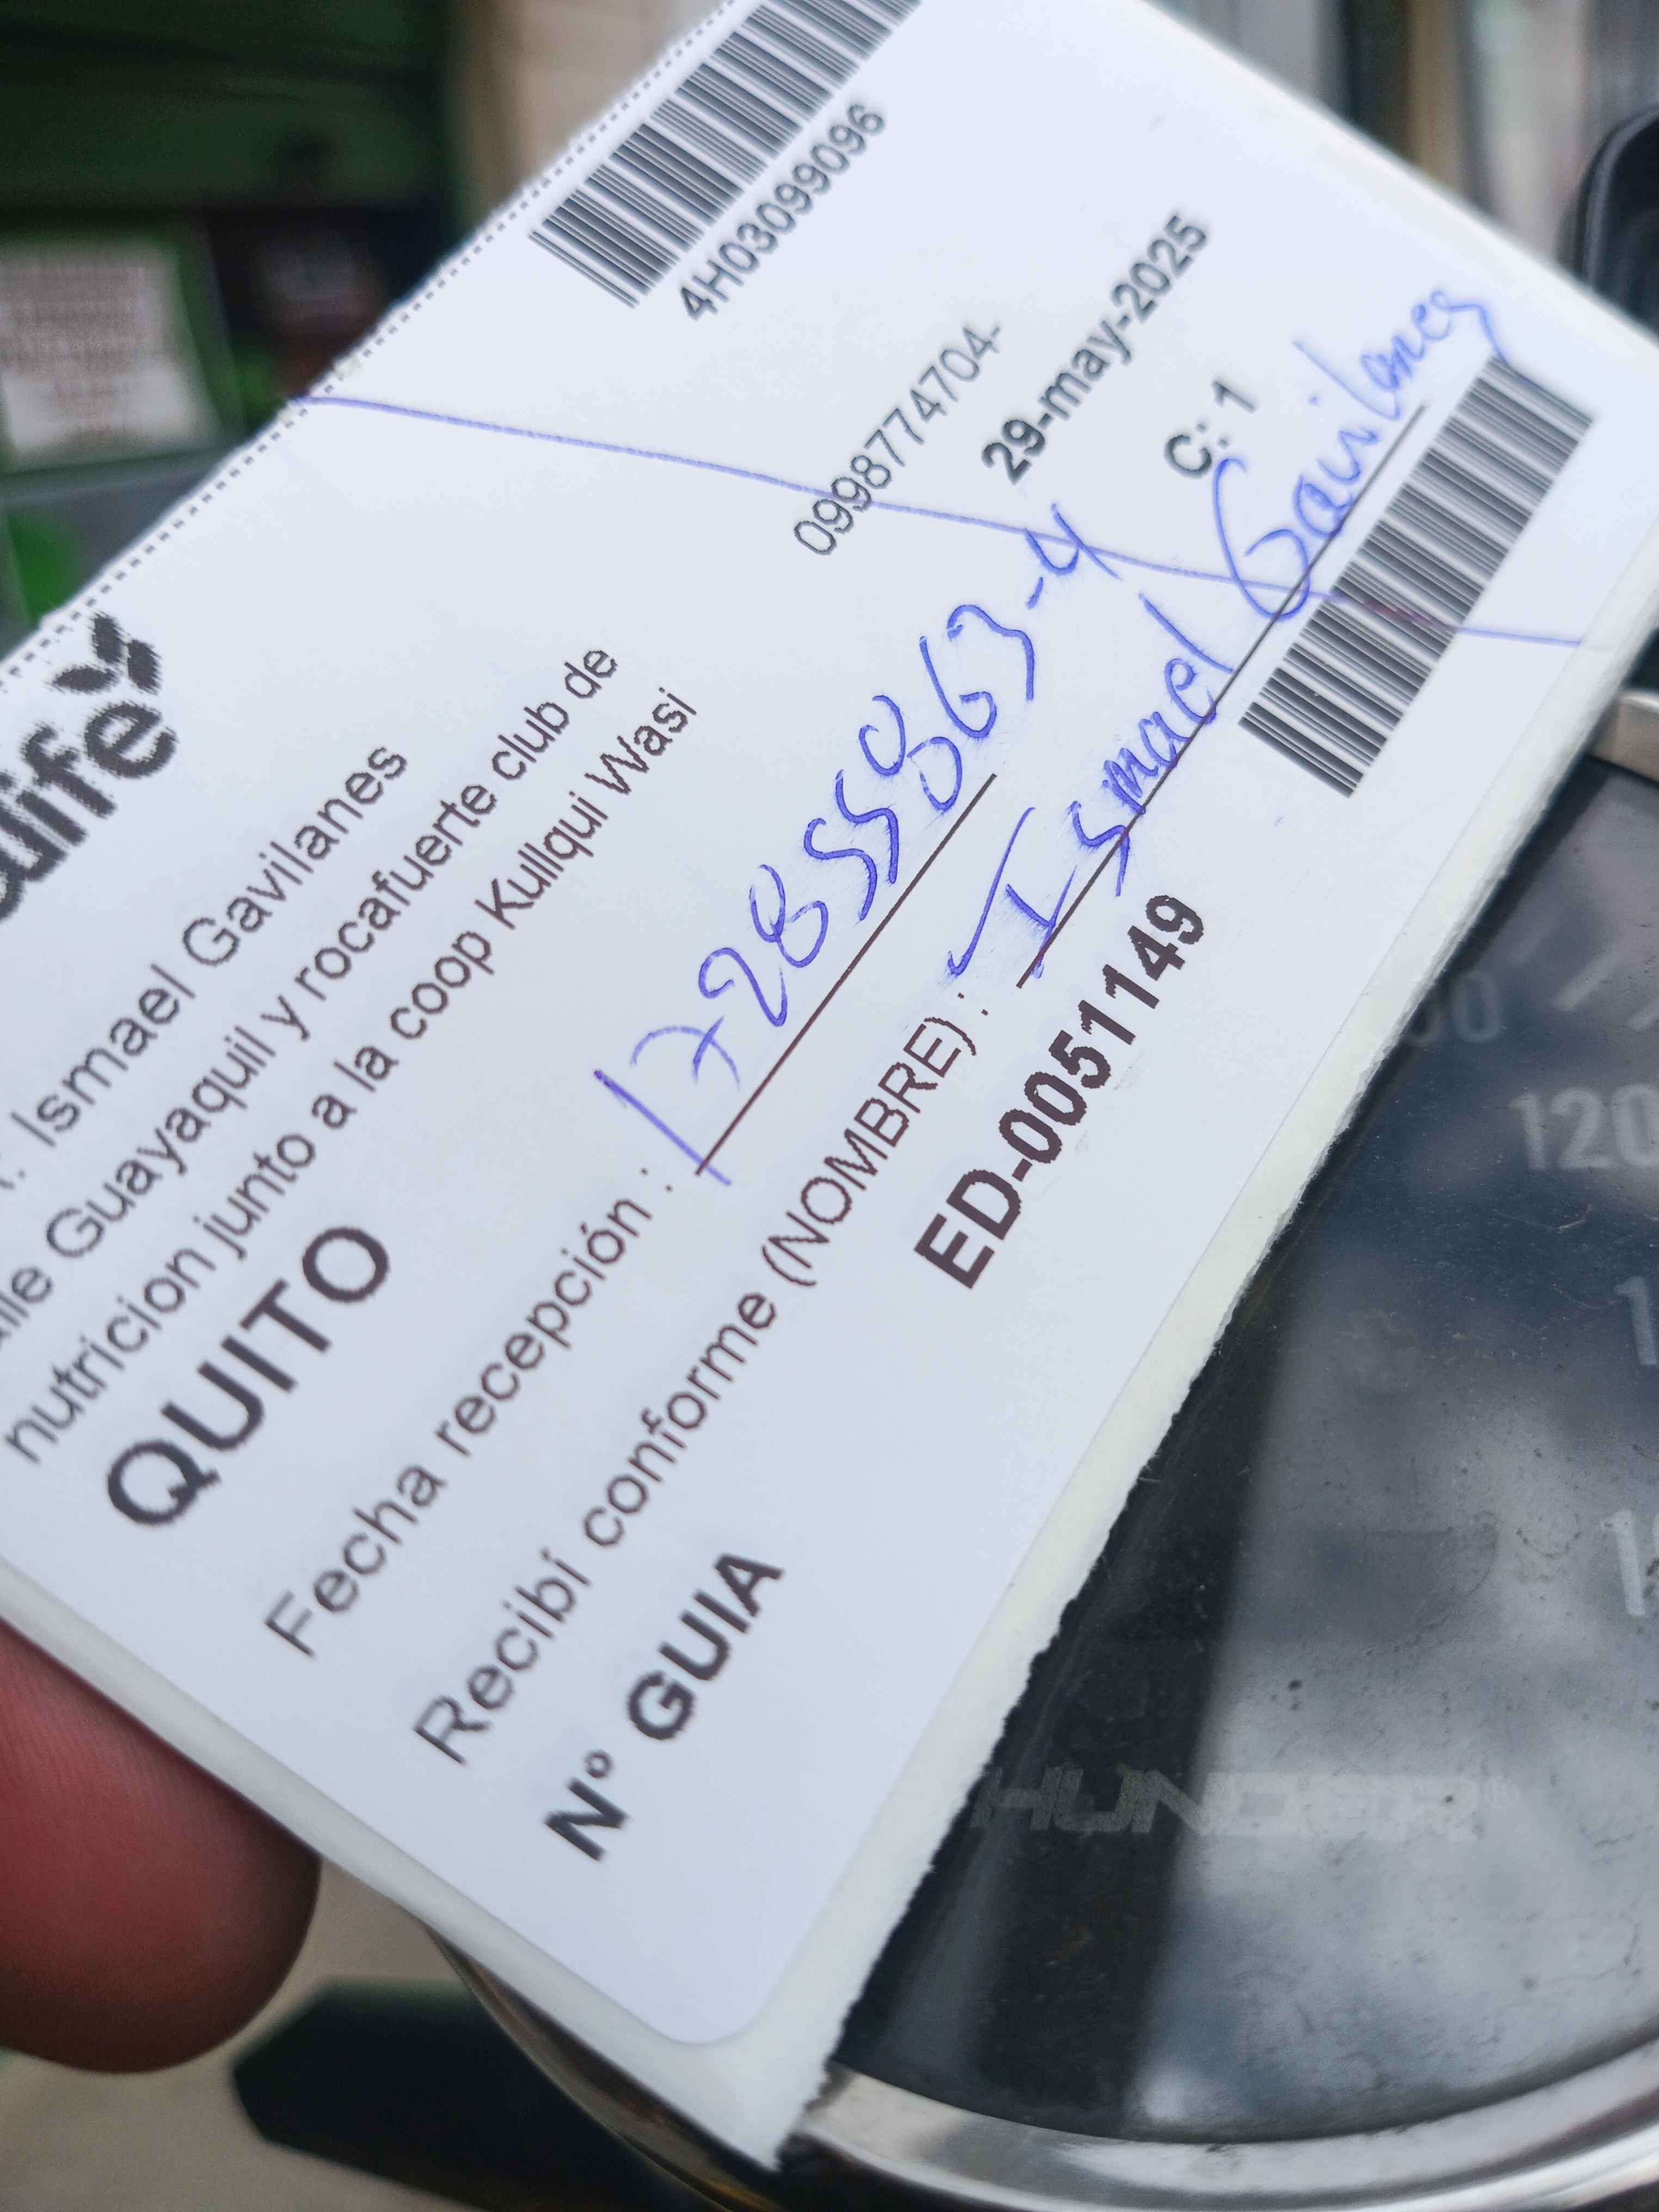 4H03099096
Ismael Gavilanes
Guayaquil y rocafuerte club de
nutricion junto a la coop Kullqui Wasi
0998774704-
QUITO
29-may-2025
Fecha recepción : 172855863-4
C: 1
Recibí conforme (NOMBRE) : Ismael Gavilanes
N° GUIA ED-0051149
120